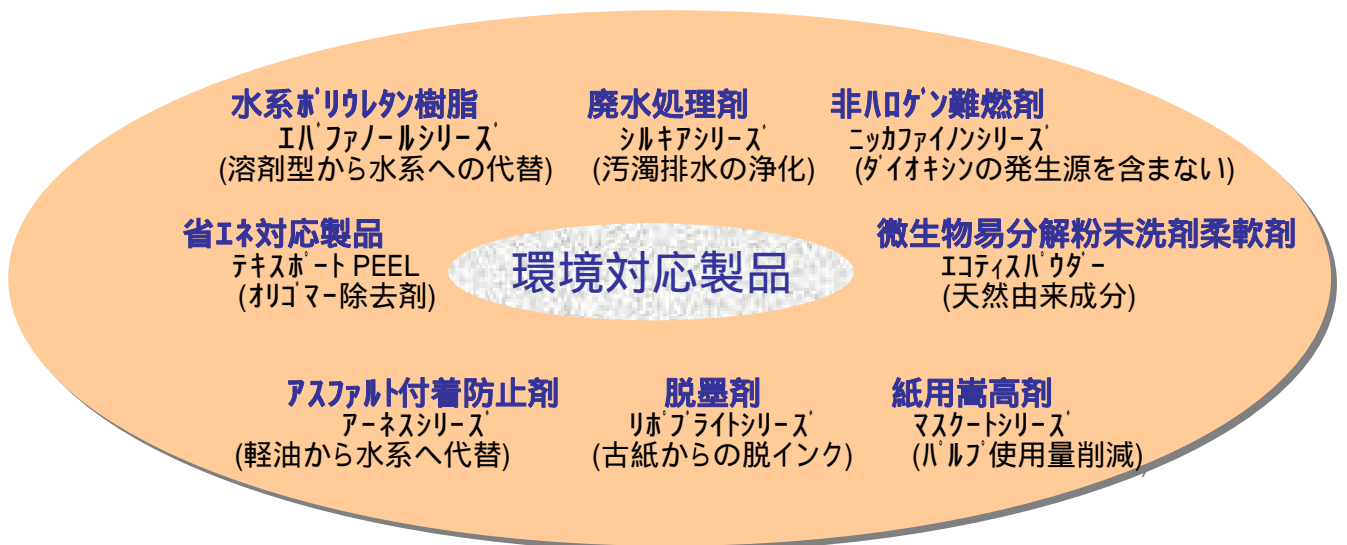 水系ﾎﾟﾘｳﾚﾀﾝ樹脂
ｴﾊﾞﾌｧﾉｰﾙシﾘｰｽﾞ
(溶剤型から水系への代替)
廃水処理剤
ｼﾙｷｱｼﾘｰｽﾞ
(汚濁排水の浄化)
非ﾊﾛｹﾞﾝ難燃剤
ﾆｯｶﾌｧｲﾉﾝｼﾘｰｽﾞ
(ﾀﾞｲｵｷｼﾝの発生源を含まない)
省ｴﾈ対応製品
ﾃｷｽﾎﾟｰﾄ PEEL
(ｵﾘｺﾞﾏｰ除去剤)
環境対応製品
微生物易分解粉末洗剤柔軟剤
ｴｺﾃｨｽﾊﾟｳﾀﾞｰ
(天然由来成分)
ｱｽﾌｧﾙﾄ付着防止剤
ｱｰﾈｽｼﾘｰｽﾞ
(軽油から水系へ代替)
脱墨剤
ﾘﾎﾟﾌﾞﾗｲﾄｼﾘｰｽﾞ
(古紙からの脱インク)
紙用嵩高剤
ﾏｽｹｰﾄｼﾘｰｽﾞ
(ﾊﾟﾙﾌﾟ使用量削減)